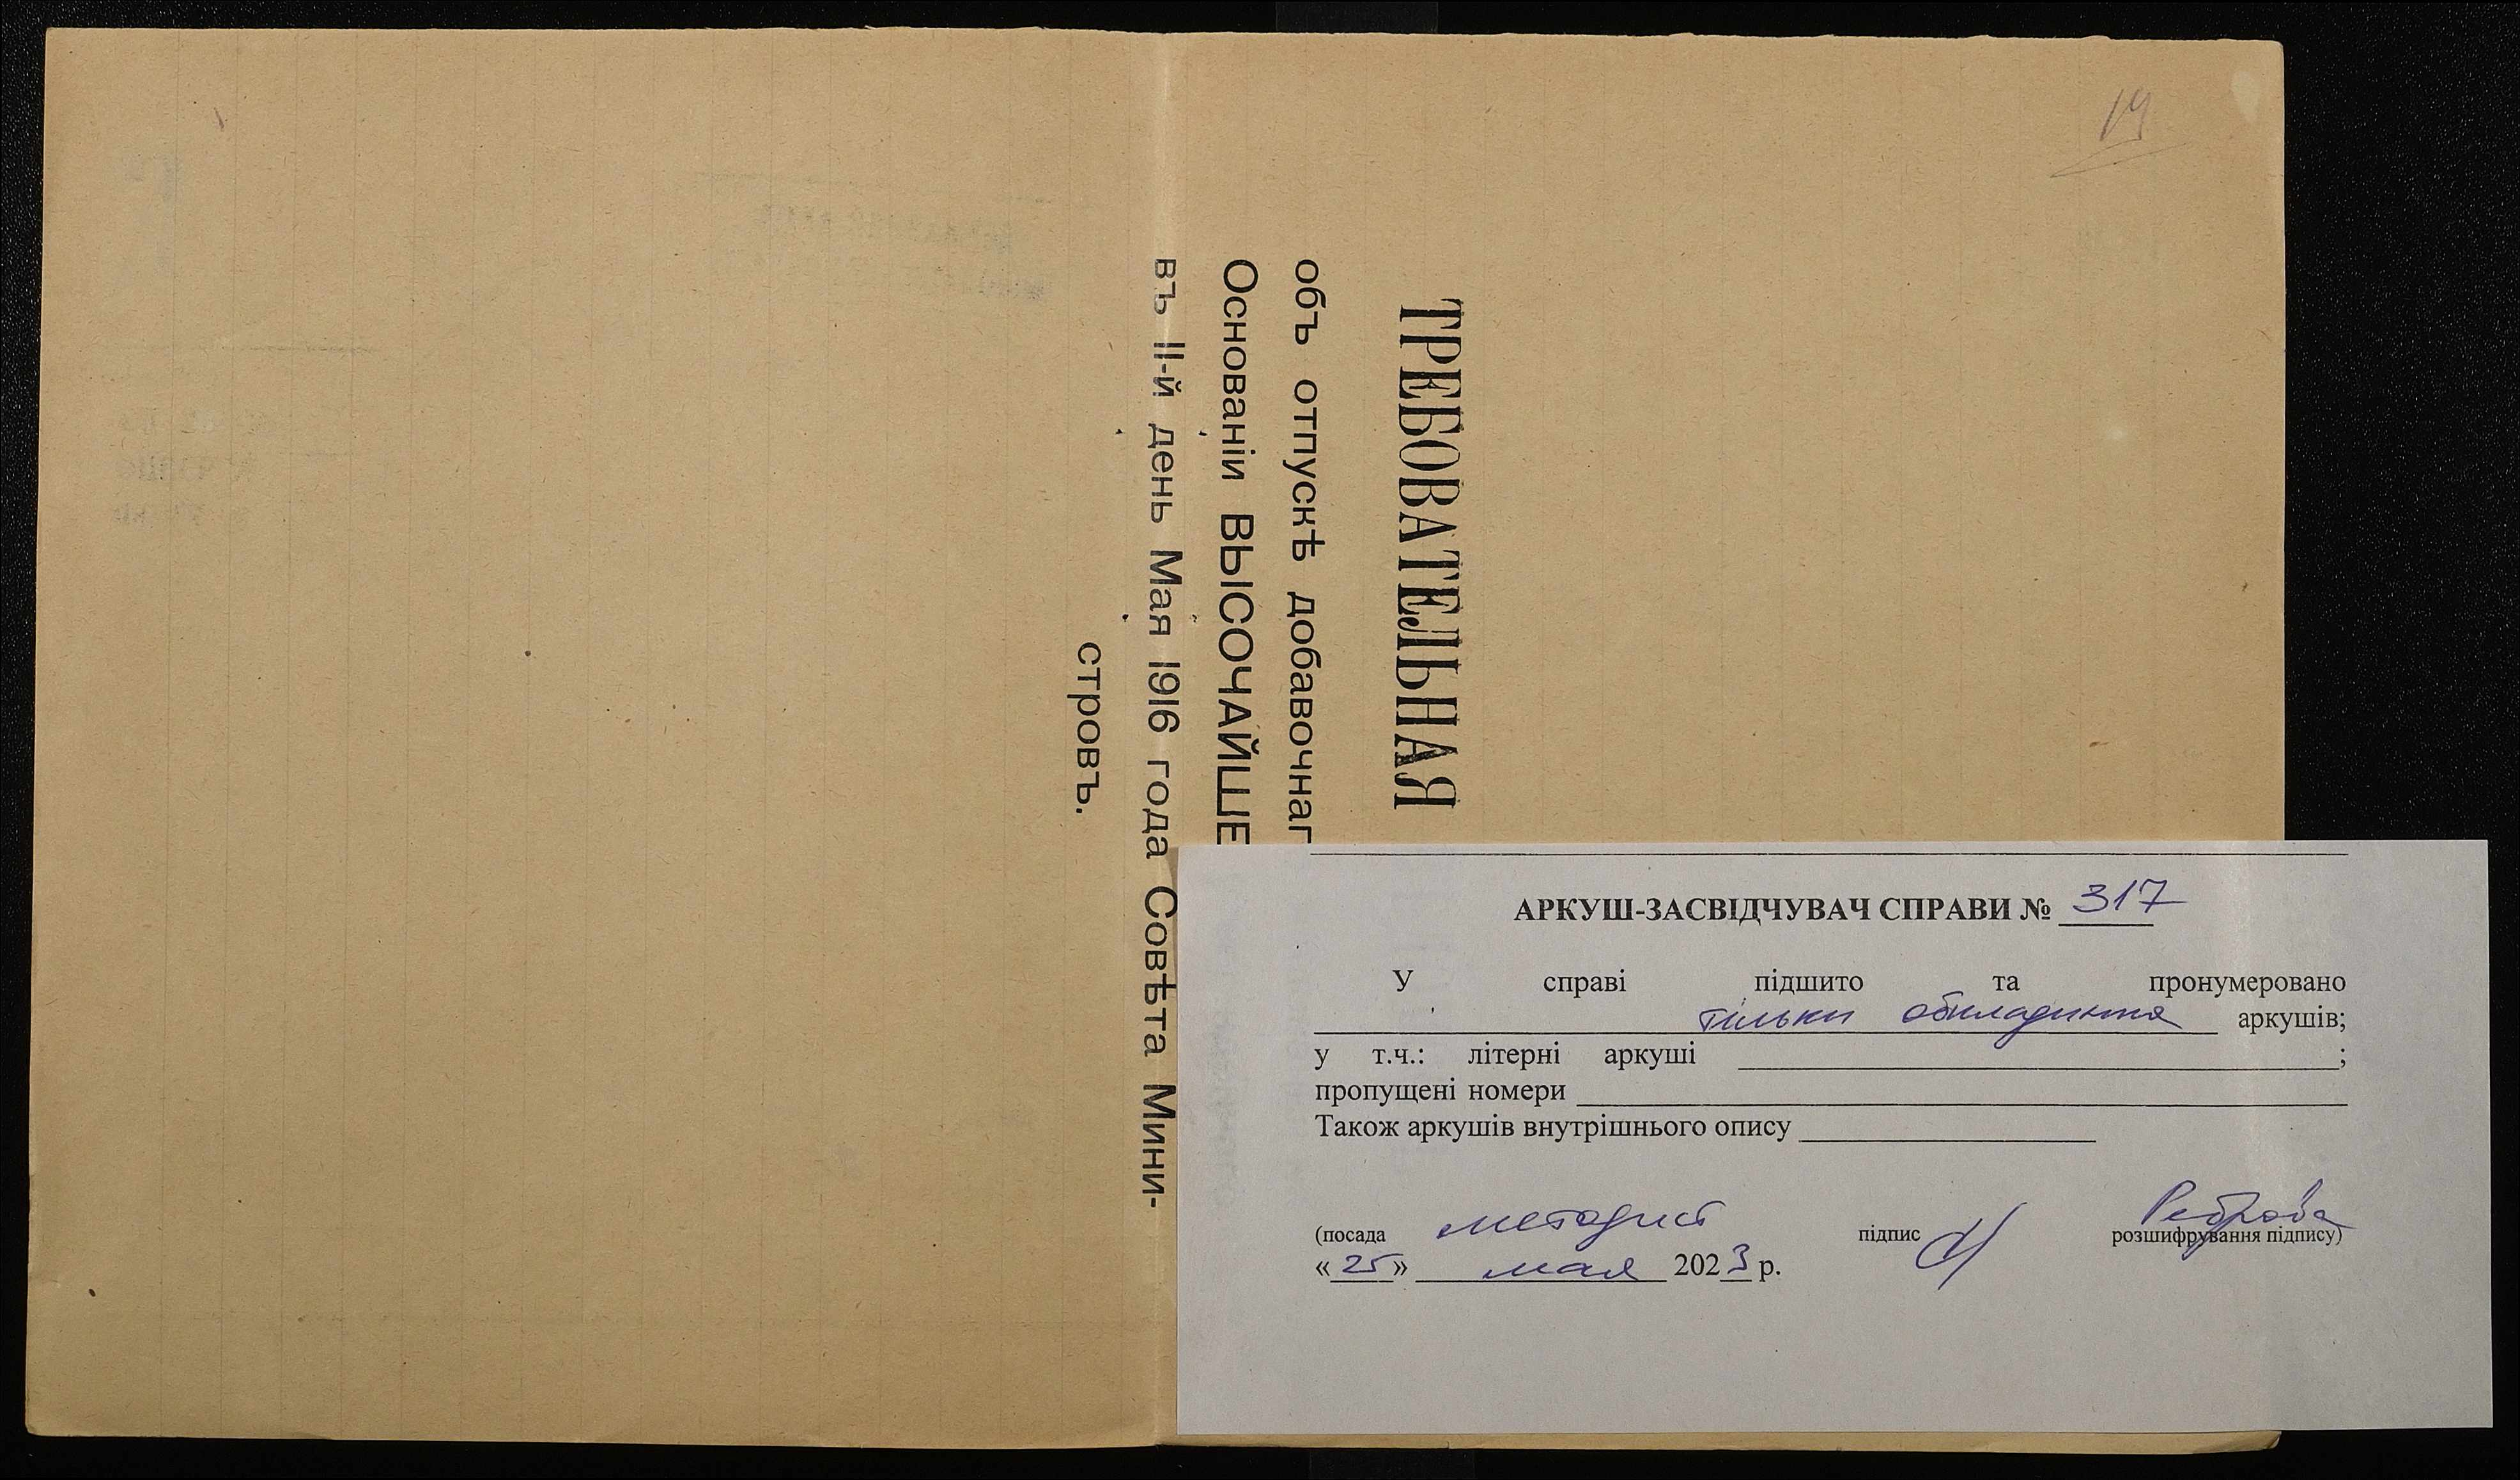 19
ТРЕБОВАТЕЛЬНАЯ
объ отпускѣ добавочнаг
Основаніи ВЫСОЧАЙШЕ
въ II-й день Мая I9I6 года Совѣта Мини-
стровъ.
АРКУШ-ЗАСВІДЧУВАЧ СПРАВИ № 317
У справі підшито та пронумеровано
тільки обкладинка аркушів;
у т.ч.: літерні аркуші ;
пропущені номери
Також аркушів внутрішнього опису
(посада методист підпис Реброва розшифрування підпису)
«25» мая 2023 р.